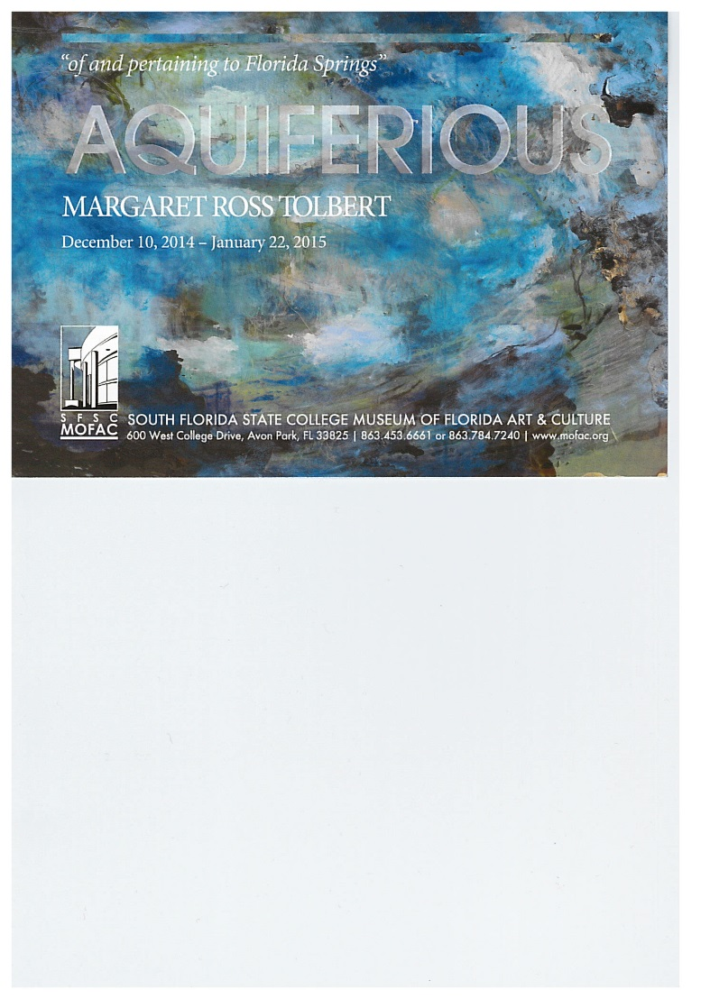 “of and pertaining to Florida Springs”
AQUIFERIOUS
MARGARET ROSS TOLBERT
December 10, 2014 – January 22, 2015
SFSC
MOFAC
SOUTH FLORIDA STATE COLLEGE MUSEUM OF FLORIDA ART & CULTURE
600 West College Drive, Avon Park, FL 33825 | 863.453.6661 or 863.784.7240 | www.mofac.org